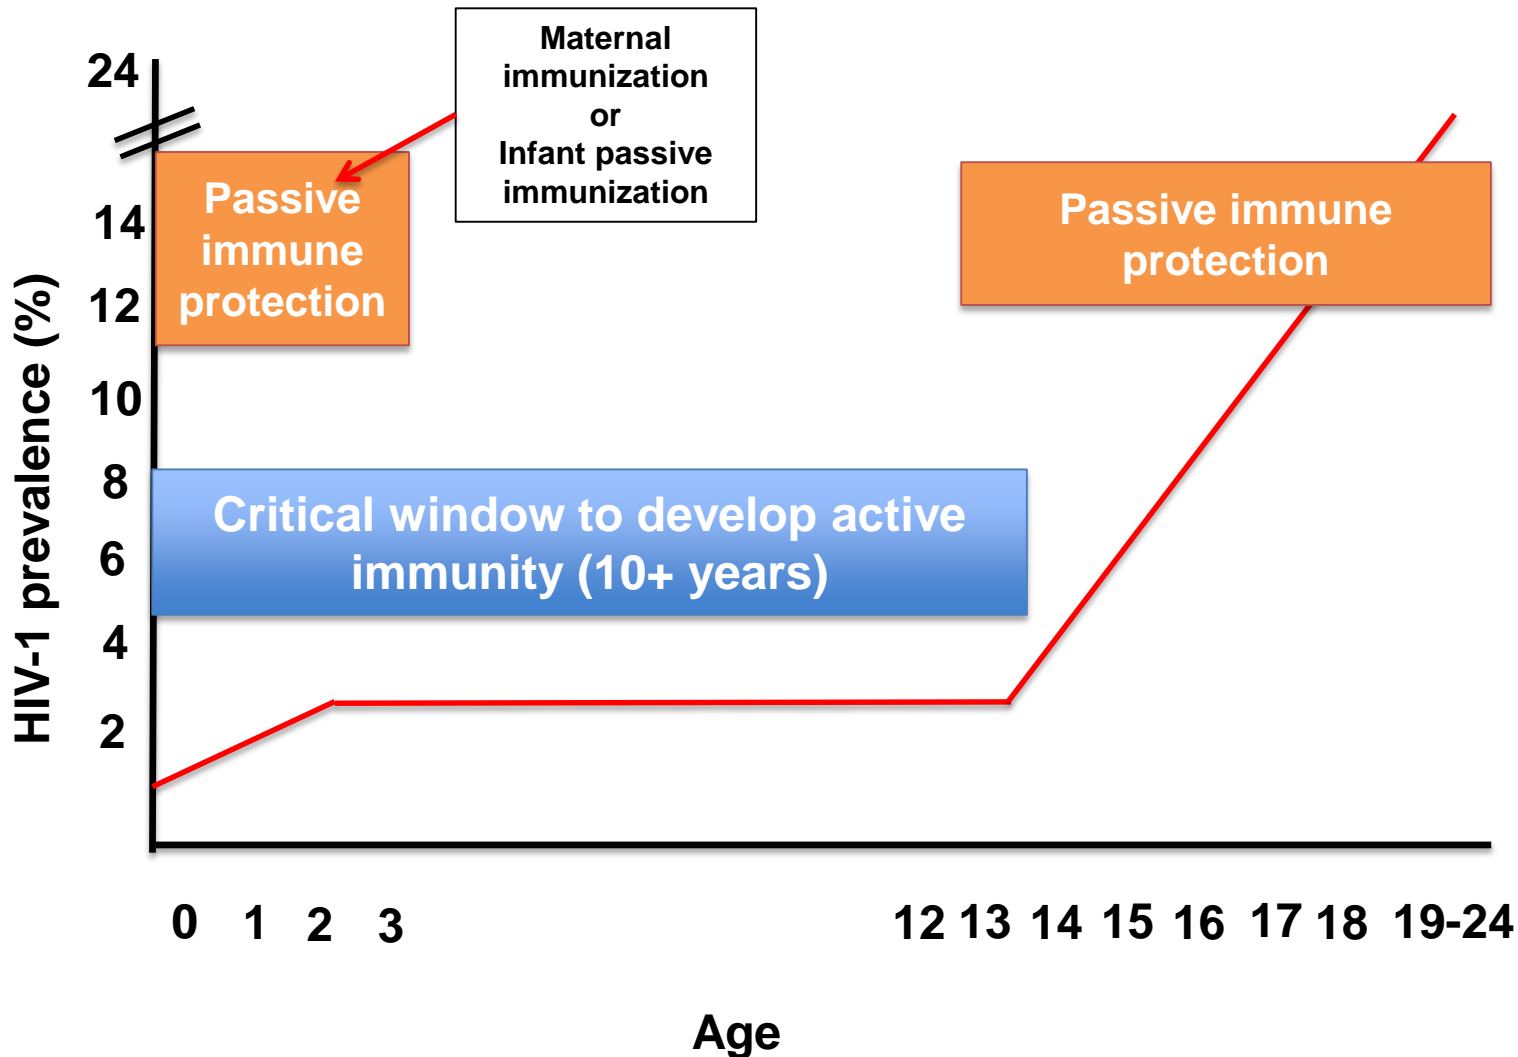 Maternal
immunization
or
Infant passive
immunization
24
14
12
10
8
6
4
2
HIV-1 prevalence (%)
Passive
immune
protection
Passive immune
protection
Critical window to develop active
immunity (10+ years)
0 1 2 3 12 13 14 15 16 17 18 19-24
Age